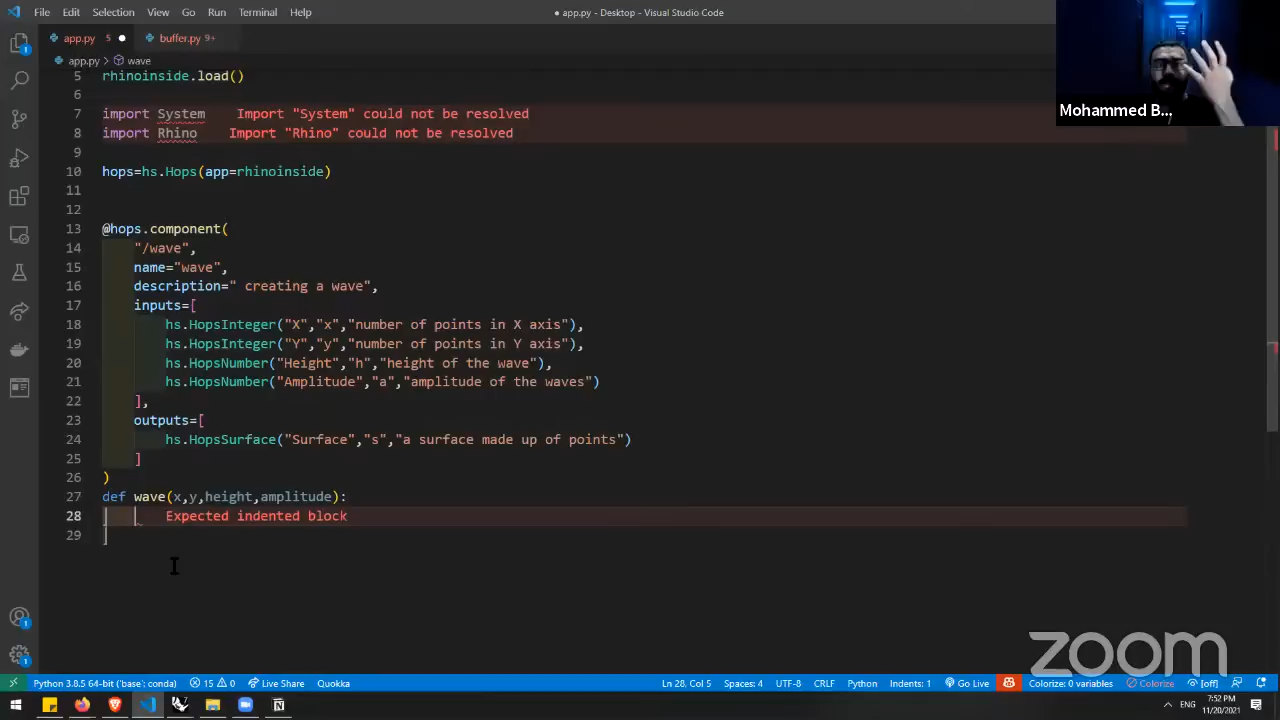 File Edit Selection View Go Run Terminal Help
● app.py - Desktop - Visual Studio Code
Mohammed B...
app.py 5 ● buffer.py 9+
app.py > wave
5 rhinoinside.load()
6
7 import System Import "System" could not be resolved
8 import Rhino Import "Rhino" could not be resolved
9
10 hops=hs.Hops(app=rhinoinside)
11
12
13 @hops.component(
14 "/wave",
15 name="wave",
16 description=" creating a wave",
17 inputs=[
18 hs.HopsInteger("X","x","number of points in X axis"),
19 hs.HopsInteger("Y","y","number of points in Y axis"),
20 hs.HopsNumber("Height","h","height of the wave"),
21 hs.HopsNumber("Amplitude","a","amplitude of the waves")
22 ],
23 outputs=[
24 hs.HopsSurface("Surface","s","a surface made up of points")
25 ]
26 )
27 def wave(x,y,height,amplitude):
28 Expected indented block
29
zoom
Python 3.8.5 64-bit ('base': conda) 15 0 Live Share Quokka Ln 28, Col 5 Spaces: 4 UTF-8 CRLF Python Indents: 1 Go Live Colorize: 0 variables Colorize [off]
ENG 7:52 PM
11/20/2021